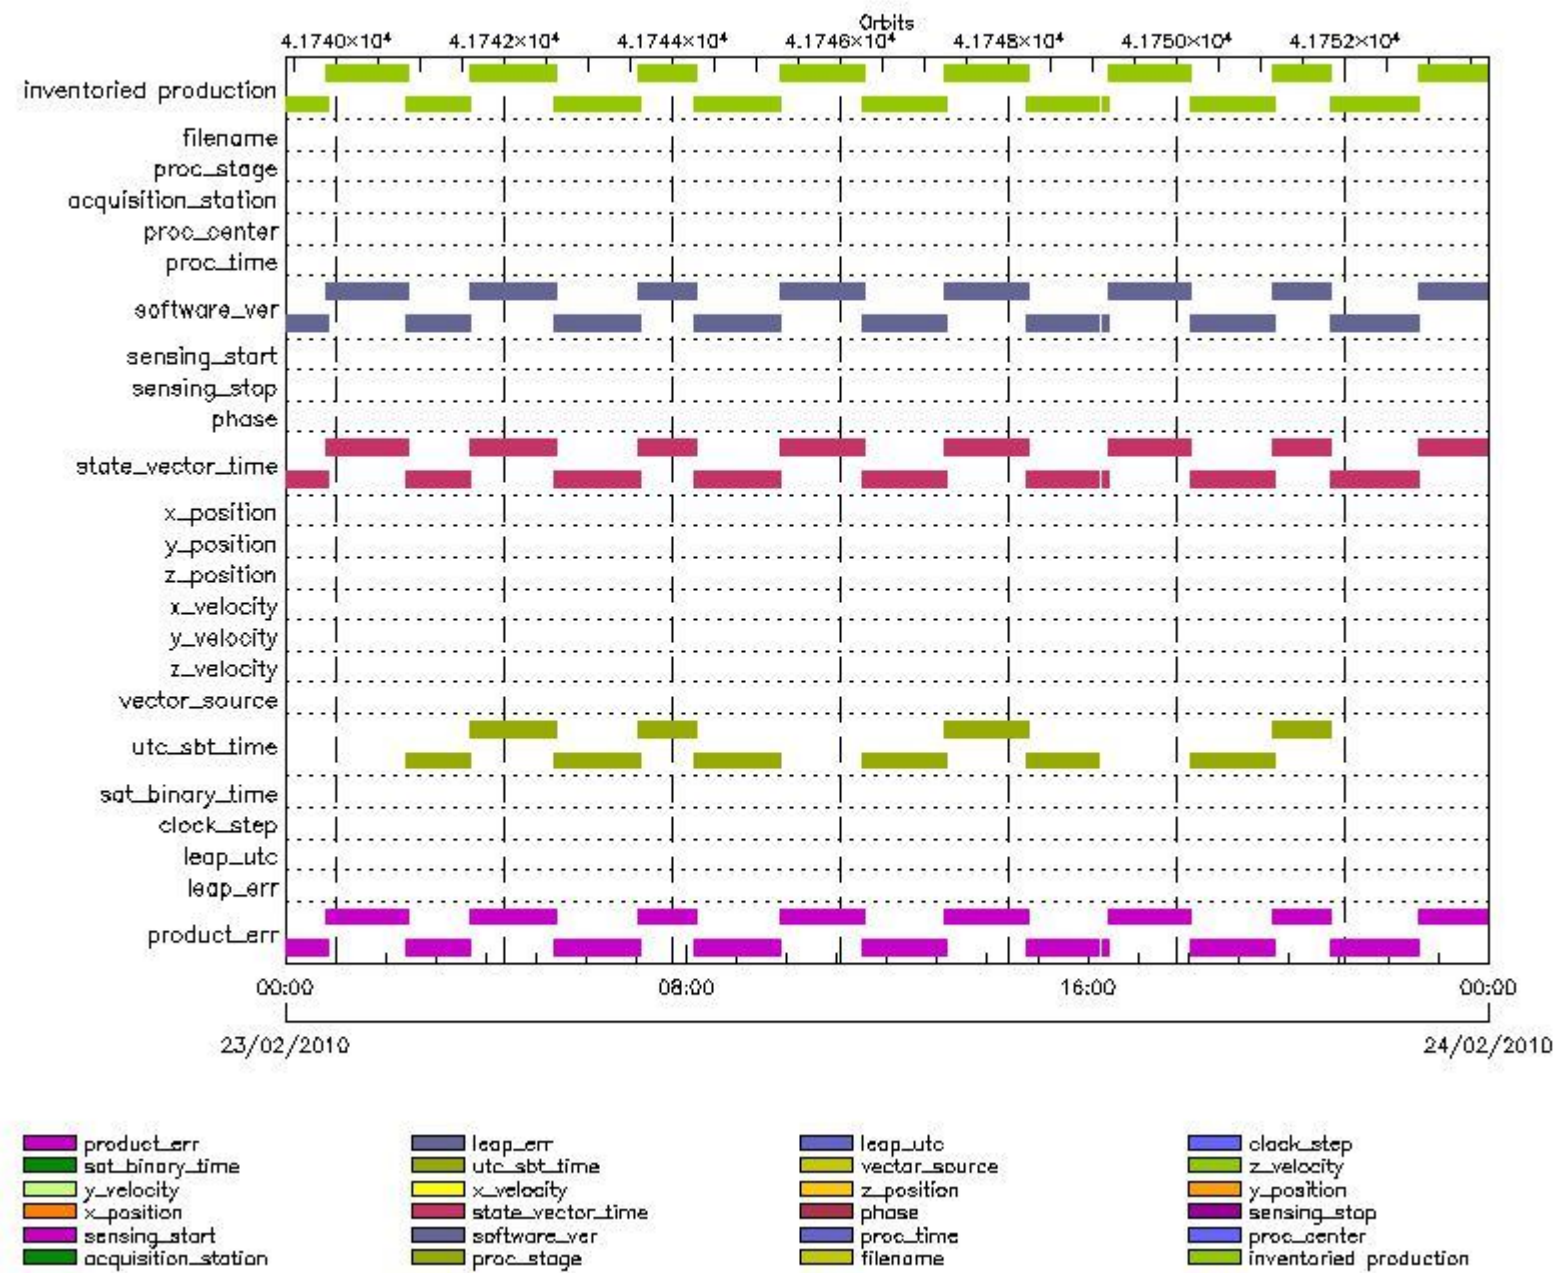 Orbits
4.1740×10⁴ 4.1742×10⁴ 4.1744×10⁴ 4.1746×10⁴ 4.1748×10⁴ 4.1750×10⁴ 4.1752×10⁴
inventoried production
filename
proc_stage
acquisition_station
proc_center
proc_time
software_ver
sensing_start
sensing_stop
phase
state_vector_time
x_position
y_position
z_position
x_velocity
y_velocity
z_velocity
vector_source
utc_sbt_time
sat_binary_time
clock_step
leap_utc
leap_err
product_err
00:00 08:00 16:00 00:00
23/02/2010 24/02/2010
product_err leap_err leap_utc clock_step
sat_binary_time utc_sbt_time vector_source z_velocity
y_velocity x_velocity z_position y_position
x_position state_vector_time phase sensing_stop
sensing_start software_ver proc_time proc_center
acquisition_station proc_stage filename inventoried production